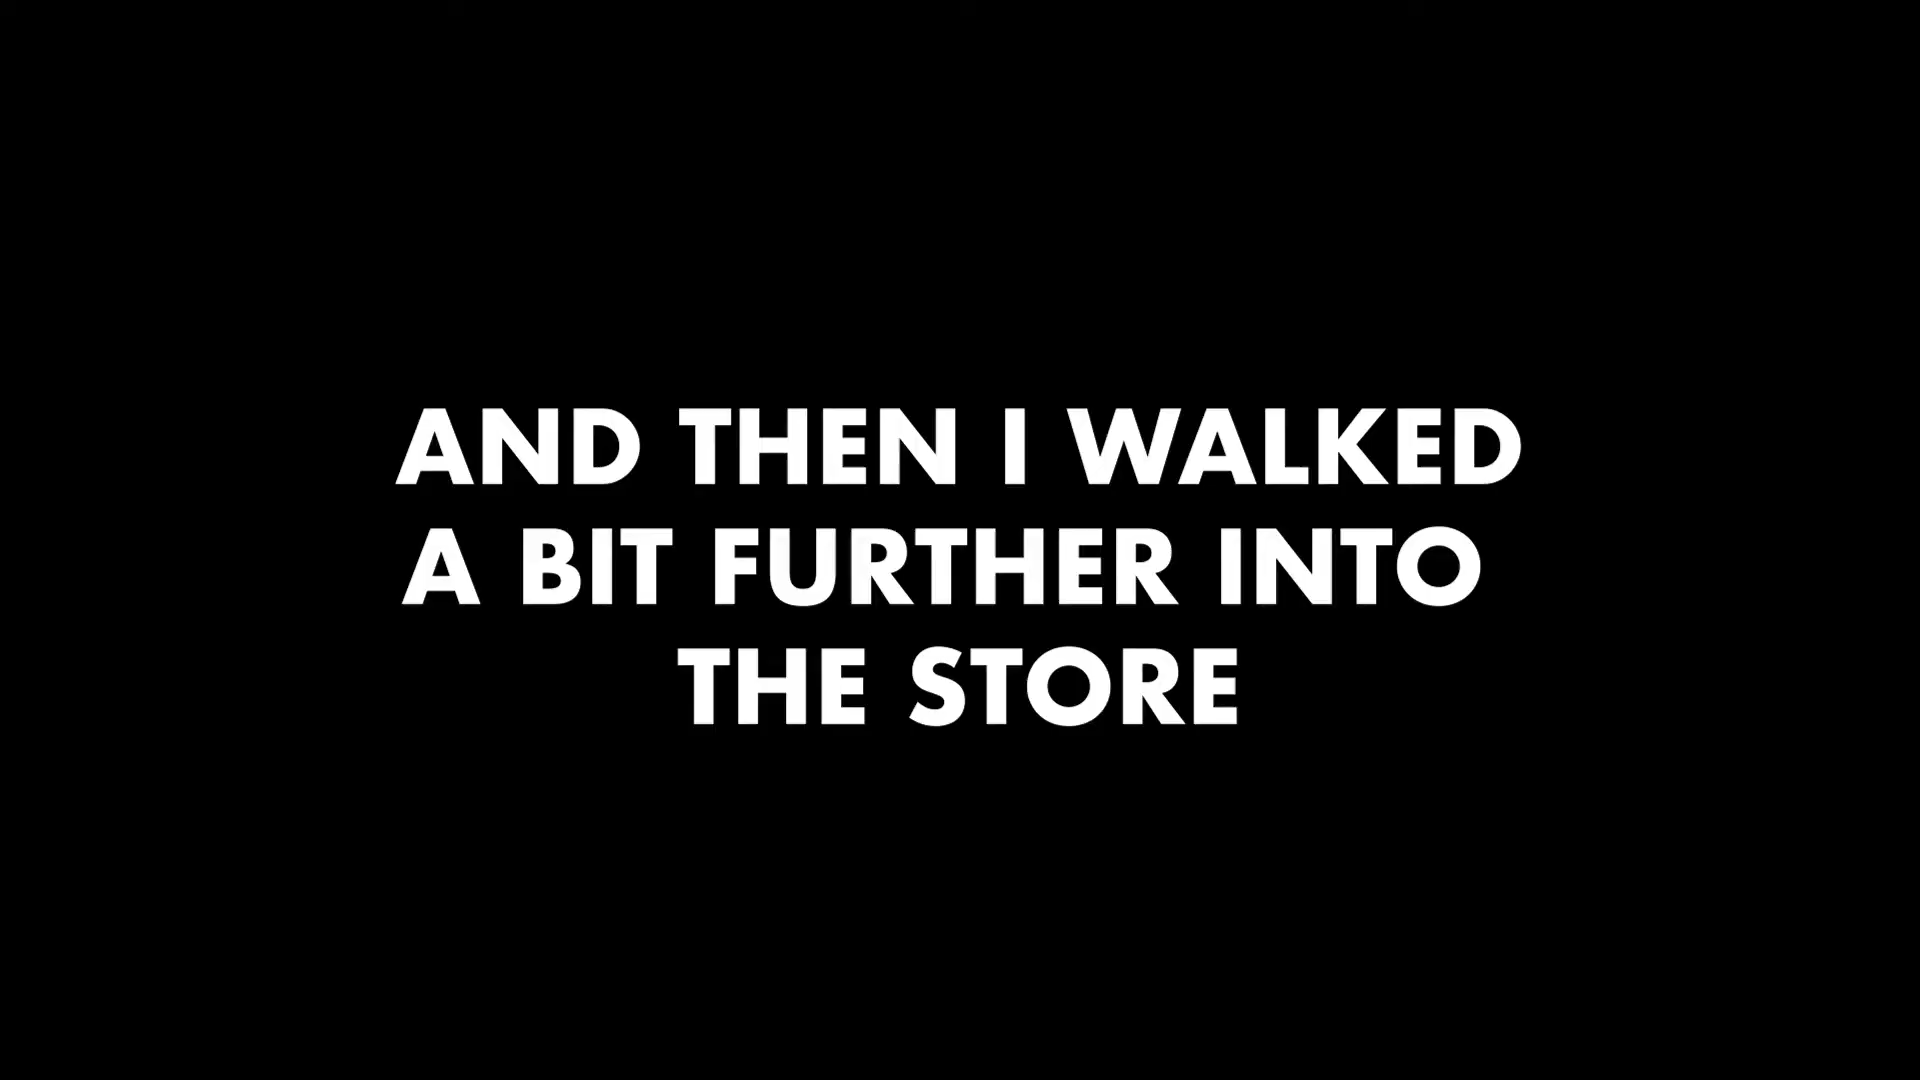 AND THEN I WALKED
A BIT FURTHER INTO
THE STORE